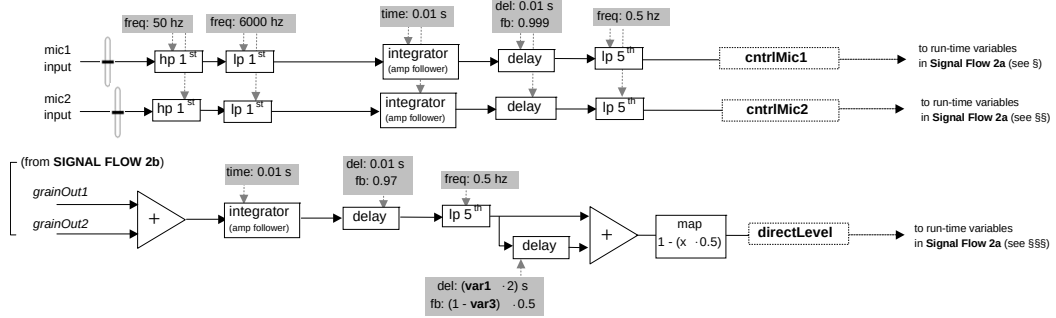 freq: 50 hz
freq: 6000 hz
time: 0.01 s
del: 0.01 s
fb: 0.999
freq: 0.5 hz
mic1
input
hp 1st
lp 1st
integrator
(amp follower)
delay
lp 5th
cntrlMic1
to run-time variables
in Signal Flow 2a (see §)
mic2
input
hp 1st
lp 1st
integrator
(amp follower)
delay
lp 5th
cntrlMic2
to run-time variables
in Signal Flow 2a (see §§)
(from SIGNAL FLOW 2b)
time: 0.01 s
del: 0.01 s
fb: 0.97
freq: 0.5 hz
grainOut1
grainOut2
+
integrator
(amp follower)
delay
lp 5th
delay
+
map
1 - (x ·0.5)
directLevel
to run-time variables
in Signal Flow 2a (see §§§)
del: (var1 ·2) s
fb: (1 - var3) ·0.5